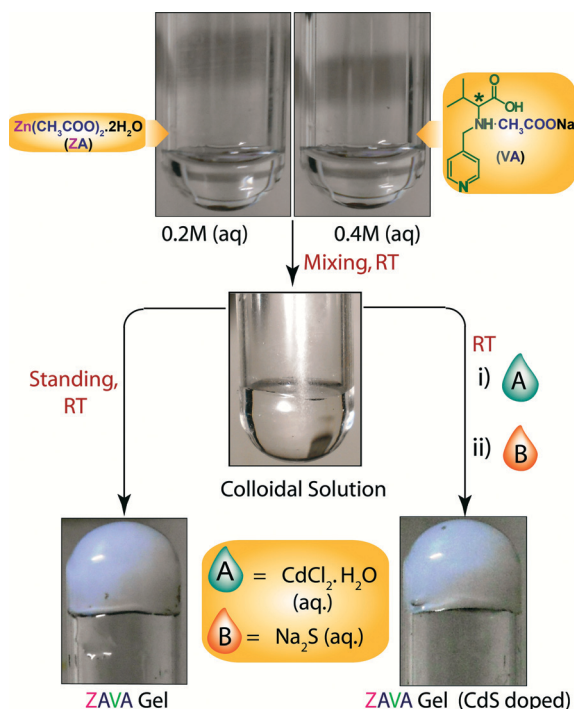 Zn(CH₃COO)₂.2H₂O
(ZA)
O
*
OH
NH·CH₃COONa
(VA)
N
0.2M (aq)
0.4M (aq)
Mixing, RT
Standing,
RT
RT
i) A
ii) B
Colloidal Solution
A = CdCl₂.H₂O
(aq.)
B = Na₂S (aq.)
ZAVA Gel
ZAVA Gel (CdS doped)